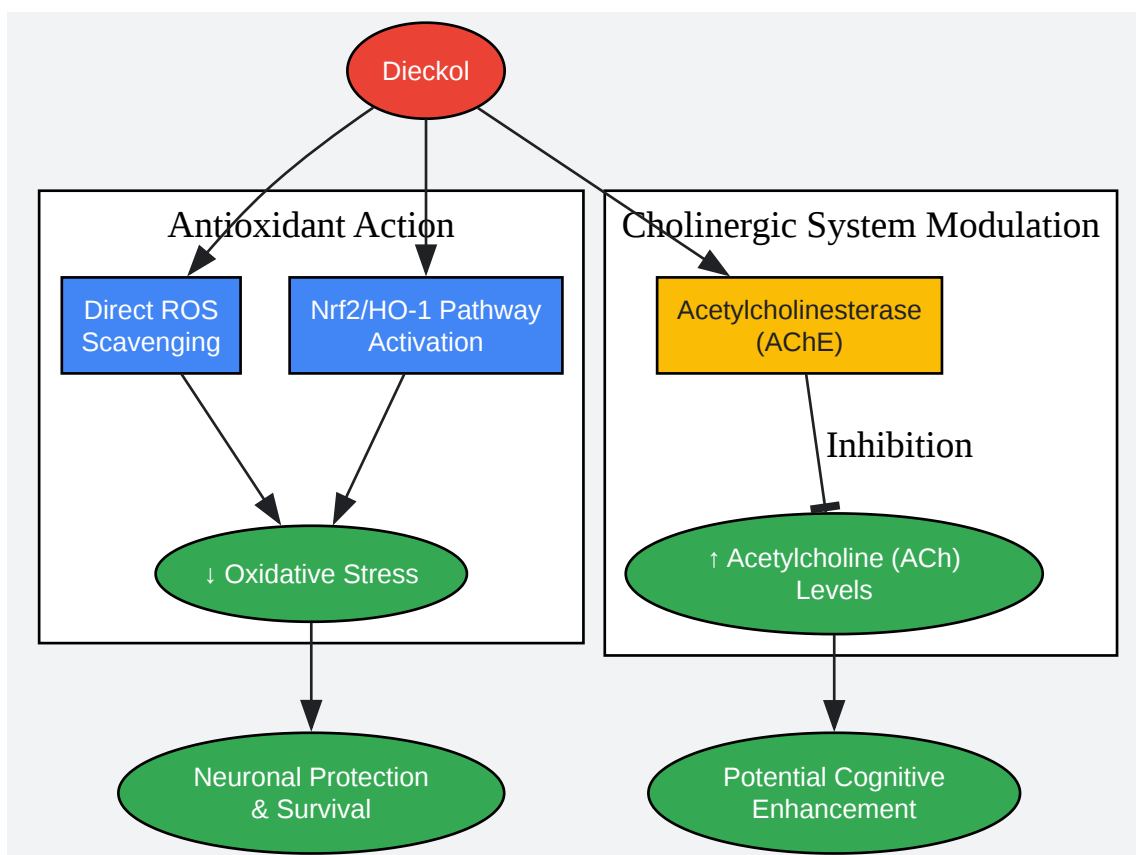 Dieckol
Antioxidant Action
Cholinergic System Modulation
Direct ROS
Scavenging
Nrf2/HO-1 Pathway
Activation
Acetylcholinesterase
(AChE)
Inhibition
↓ Oxidative Stress
↑ Acetylcholine (ACh)
Levels
Neuronal Protection
& Survival
Potential Cognitive
Enhancement